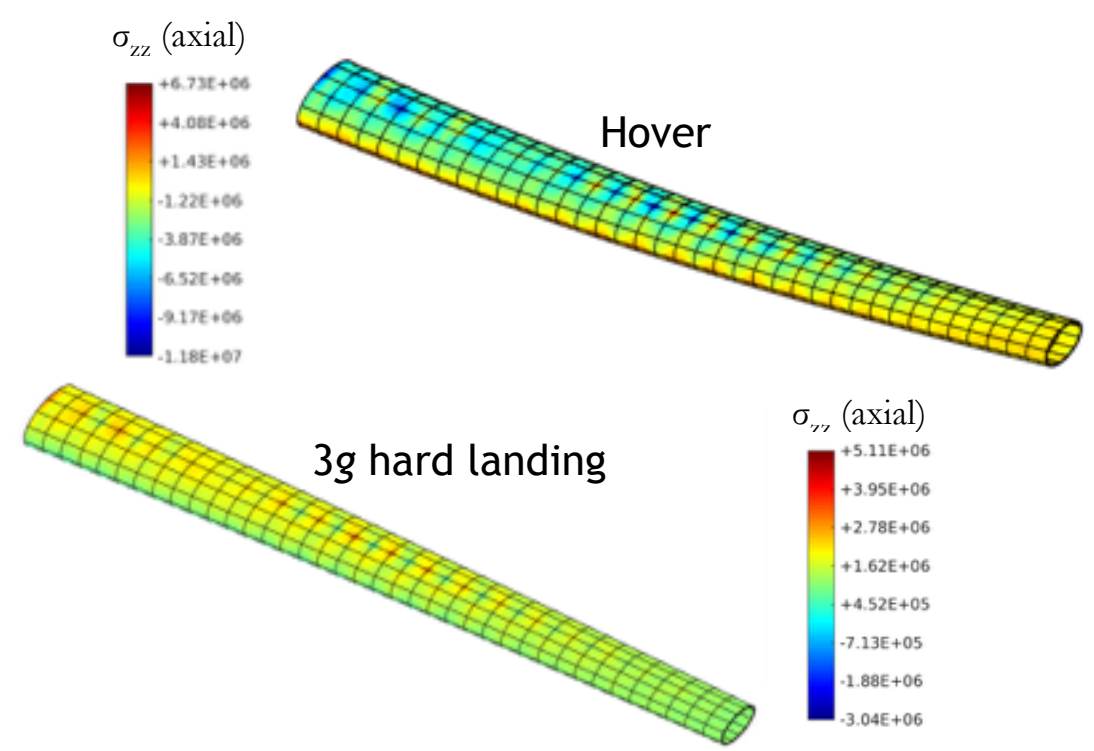 σzz (axial)
+6.73E+06
+4.08E+06
+1.43E+06
-1.22E+06
-3.87E+06
-6.52E+06
-9.17E+06
-1.18E+07
Hover
3g hard landing
σzz (axial)
+5.11E+06
+3.95E+06
+2.78E+06
+1.62E+06
+4.52E+05
-7.13E+05
-1.88E+06
-3.04E+06